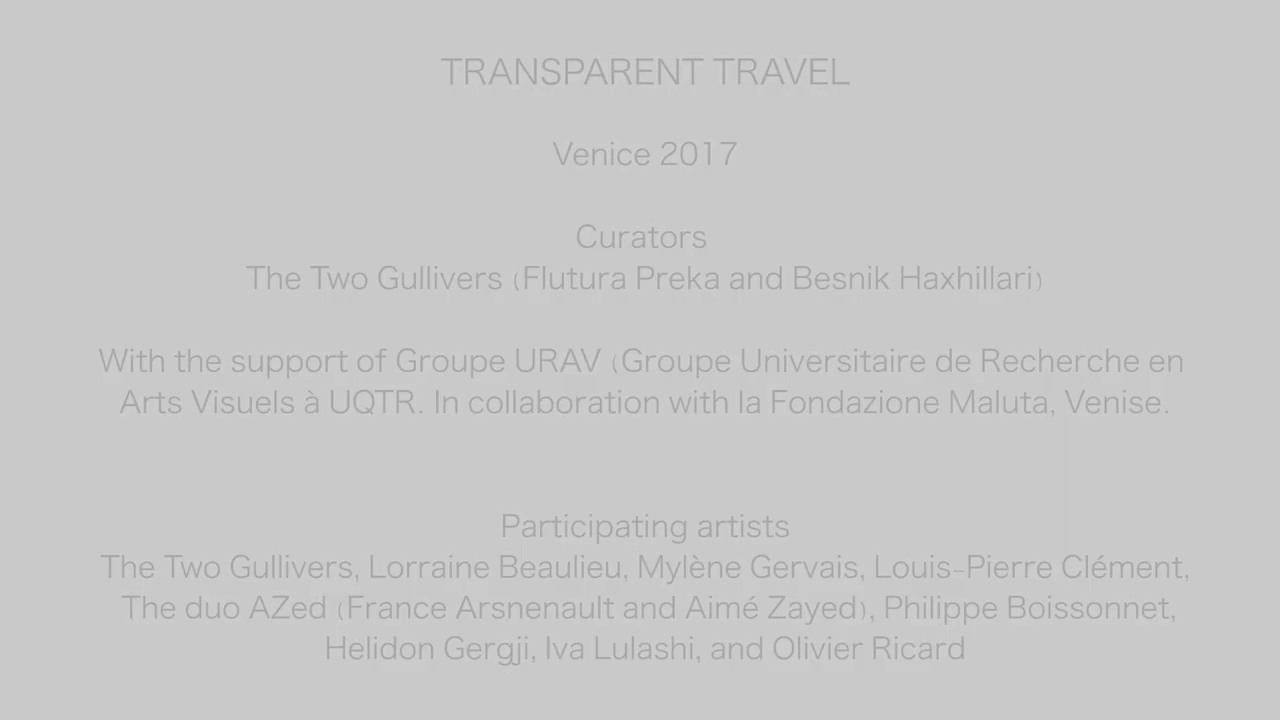 TRANSPARENT TRAVEL
Venice 2017
Curators
The Two Gullivers (Flutura Preka and Besnik Haxhillari)
With the support of Groupe URAV (Groupe Universitaire de Recherche en
Arts Visuels à UQTR. In collaboration with la Fondazione Maluta, Venise.
Participating artists
The Two Gullivers, Lorraine Beaulieu, Mylène Gervais, Louis-Pierre Clément,
The duo AZed (France Arsnenault and Aimé Zayed), Philippe Boissonnet,
Helidon Gergji, Iva Lulashi, and Olivier Ricard